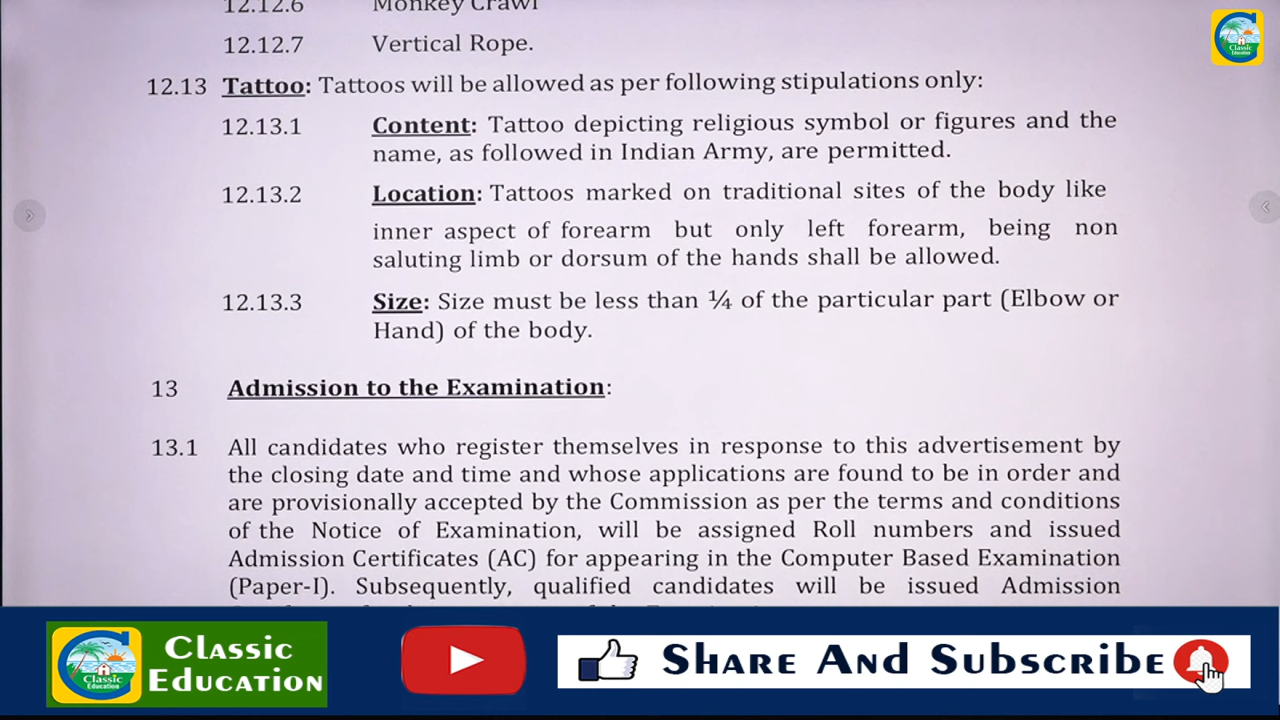 12.12.6 Monkey Crawl
12.12.7 Vertical Rope.
12.13 Tattoo: Tattoos will be allowed as per following stipulations only:
12.13.1 Content: Tattoo depicting religious symbol or figures and the
name, as followed in Indian Army, are permitted.
12.13.2 Location: Tattoos marked on traditional sites of the body like
inner aspect of forearm but only left forearm, being non
saluting limb or dorsum of the hands shall be allowed.
12.13.3 Size: Size must be less than ¼ of the particular part (Elbow or
Hand) of the body.
13 Admission to the Examination:
13.1 All candidates who register themselves in response to this advertisement by
the closing date and time and whose applications are found to be in order and
are provisionally accepted by the Commission as per the terms and conditions
of the Notice of Examination, will be assigned Roll numbers and issued
Admission Certificates (AC) for appearing in the Computer Based Examination
(Paper-I). Subsequently, qualified candidates will be issued Admission
Classic
Education
Classic
Education
Classic
Education
Share And Subscribe